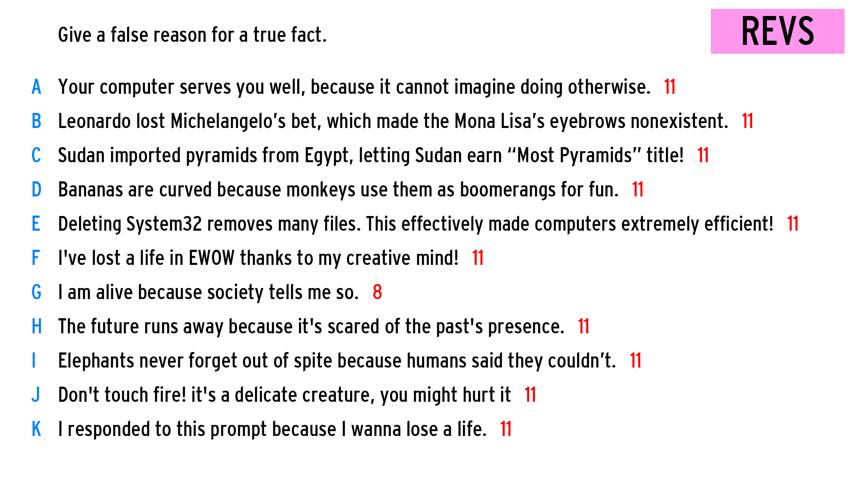 Give a false reason for a true fact.
REVS
A Your computer serves you well, because it cannot imagine doing otherwise. 11
B Leonardo lost Michelangelo’s bet, which made the Mona Lisa’s eyebrows nonexistent. 11
C Sudan imported pyramids from Egypt, letting Sudan earn “Most Pyramids” title! 11
D Bananas are curved because monkeys use them as boomerangs for fun. 11
E Deleting System32 removes many files. This effectively made computers extremely efficient! 11
F I've lost a life in EWOW thanks to my creative mind! 11
G I am alive because society tells me so. 8
H The future runs away because it's scared of the past's presence. 11
I Elephants never forget out of spite because humans said they couldn’t. 11
J Don't touch fire! it's a delicate creature, you might hurt it 11
K I responded to this prompt because I wanna lose a life. 11